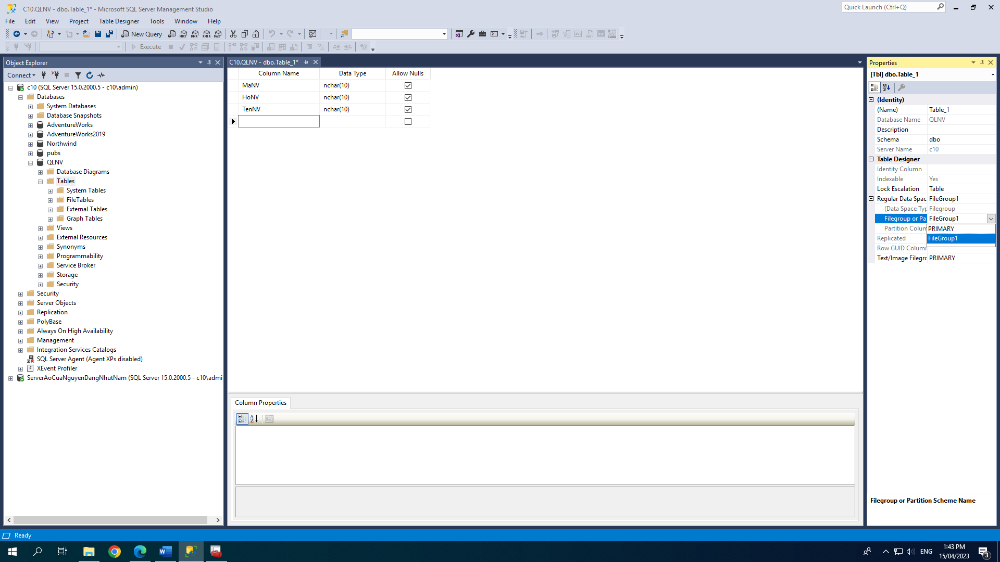 C10.QLNV - dbo.Table_1* - Microsoft SQL Server Management Studio
Quick Launch (Ctrl+Q)
File Edit View Project Table Designer Tools Window Help
New Query
MDX DMX XMLA DAX
Execute
Object Explorer
Connect
c10 (SQL Server 15.0.2000.5 - c10\admin)
Databases
System Databases
Database Snapshots
AdventureWorks
AdventureWorks2019
Northwind
pubs
QLNV
Database Diagrams
Tables
System Tables
FileTables
External Tables
Graph Tables
Views
External Resources
Synonyms
Programmability
Service Broker
Storage
Security
Security
Server Objects
Replication
PolyBase
Always On High Availability
Management
Integration Services Catalogs
SQL Server Agent (Agent XPs disabled)
XEvent Profiler
ServerAoCuaNguyenDangNhutNam (SQL Server 15.0.2000.5 - c10\admi
C10.QLNV - dbo.Table_1*
Column Name Data Type Allow Nulls
MaNV nchar(10)
HoNV nchar(10)
TenNV nchar(10)
Column Properties
Properties
[Tbl] dbo.Table_1
(Identity)
(Name) Table_1
Database Name QLNV
Description
Schema dbo
Server Name c10
Table Designer
Identity Column
Indexable Yes
Lock Escalation Table
Regular Data Spac FileGroup1
(Data Space Typ Filegroup
Filegroup or Pa FileGroup1
Partition Colum PRIMARY
Replicated FileGroup1
Row GUID Column
Text/Image Filegro PRIMARY
Filegroup or Partition Scheme Name
Ready
ENG
1:43 PM
15/04/2023
3